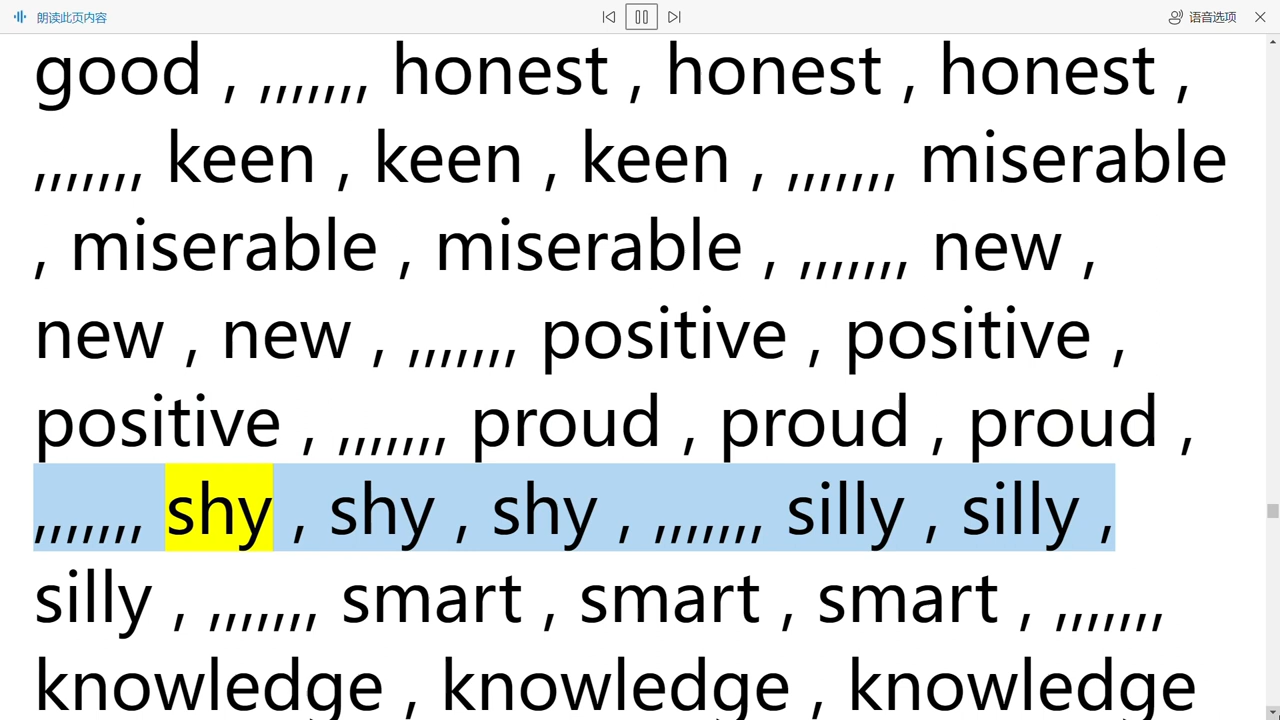 朗读此页内容
语音选项
good , ,,,,,,, honest , honest , honest ,
,,,,,,, keen , keen , keen , ,,,,,,, miserable
, miserable , miserable , ,,,,,,, new ,
new , new , ,,,,,,, positive , positive ,
positive , ,,,,,,, proud , proud , proud ,
,,,,,,, shy , shy , shy , ,,,,,,, silly , silly ,
silly , ,,,,,,, smart , smart , smart , ,,,,,,,
knowledge , knowledge , knowledge